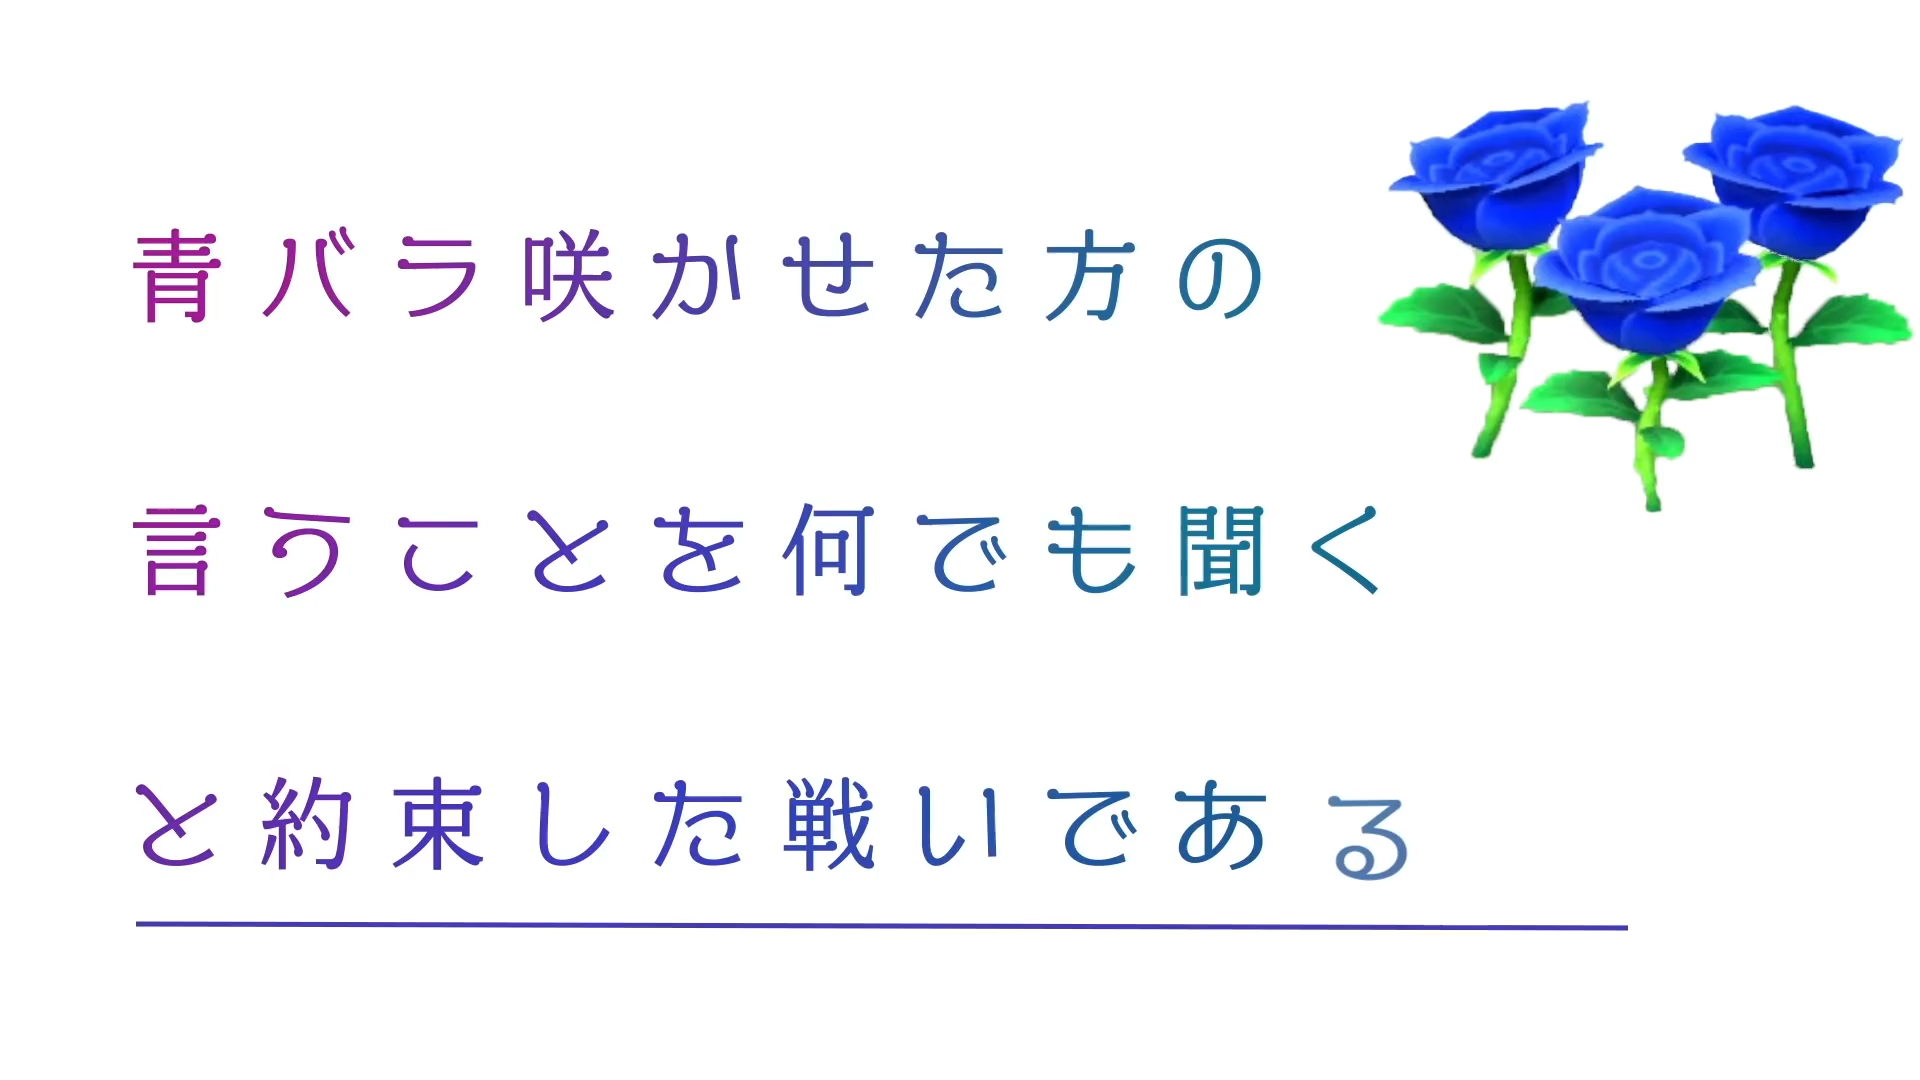 青バラ咲かせた方の
言うことを何でも聞く
と約束した戦いである